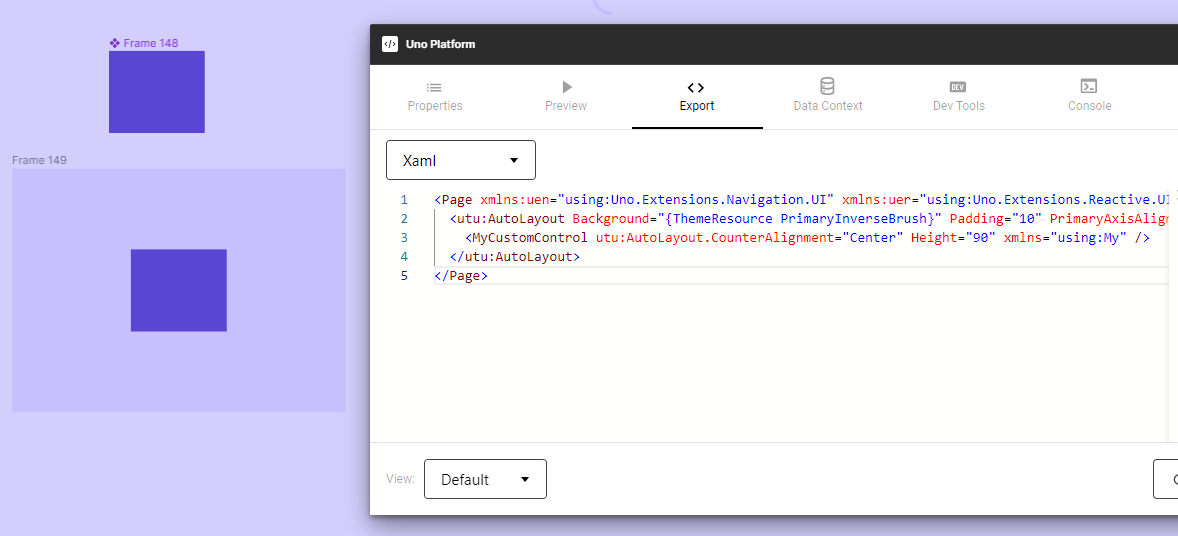 Frame 148
Frame 149
Uno Platform
Properties
Preview
Export
Data Context
DEV
Dev Tools
Console
Xaml
1 <Page xmlns:uen="using:Uno.Extensions.Navigation.UI" xmlns:uer="using:Uno.Extensions.Reactive.UI
2 <utu:AutoLayout Background="{ThemeResource PrimaryInverseBrush}" Padding="10" PrimaryAxisAlign
3 <MyCustomControl utu:AutoLayout.CounterAlignment="Center" Height="90" xmlns="using:My" />
4 </utu:AutoLayout>
5 </Page>
View:
Default